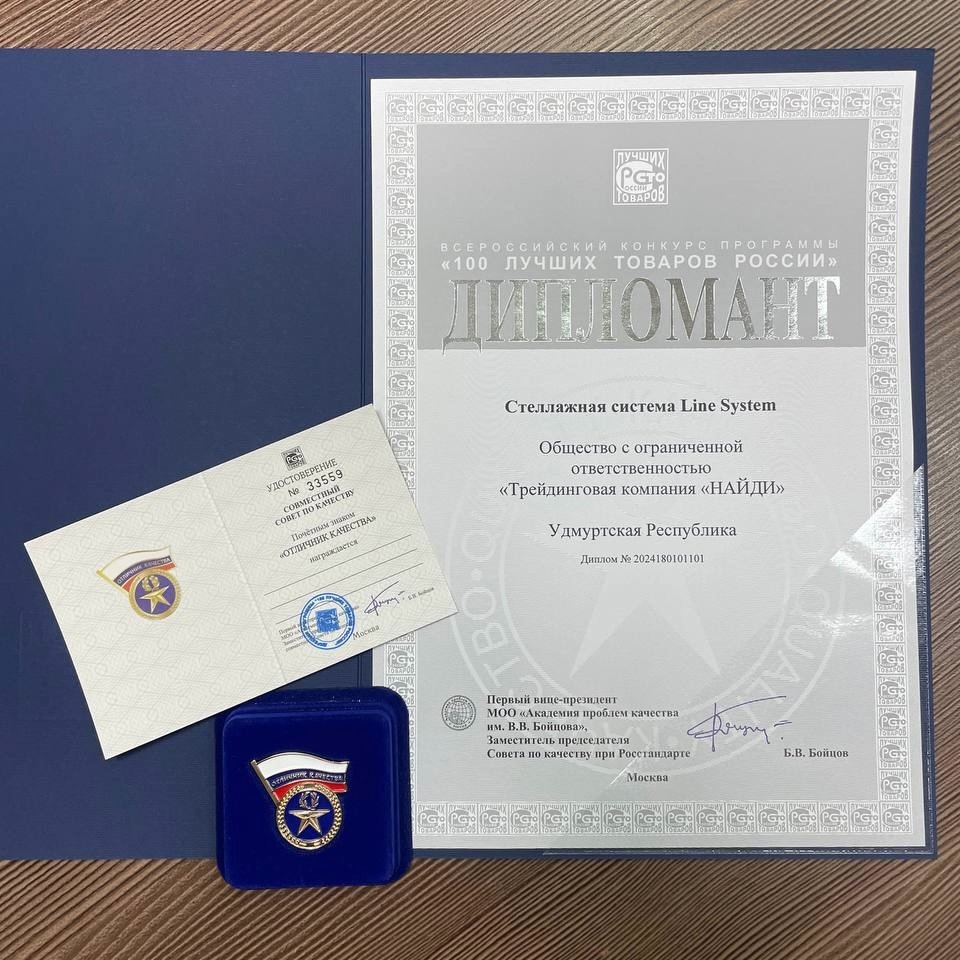 ЛУЧШИХ
РОССИИ
ТОВАРОВ
ВСЕРОССИЙСКИЙ КОНКУРС ПРОГРАММЫ
«100 ЛУЧШИХ ТОВАРОВ РОССИИ»
ДИПЛОМАНТ
Стеллажная система Line System
Общество с ограниченной
ответственностью
«Трейдинговая компания «НАЙДИ»
Удмуртская Республика
Диплом № 2024180101101
Первый вице-президент
МОО «Академия проблем качества
им. В.В. Бойцова»,
Заместитель председателя
Совета по качеству при Росстандарте
Б.В. Бойцов
Москва
УДОСТОВЕРЕНИЕ
№ 33559
СОВМЕСТНЫЙ
СОВЕТ ПО КАЧЕСТВУ
Почётным знаком
«ОТЛИЧНИК КАЧЕСТВА»
награждается
Б.В. Бойцов
Москва
ОТЛИЧНИК КАЧЕСТВА
ОТЛИЧНИК КАЧЕСТВА